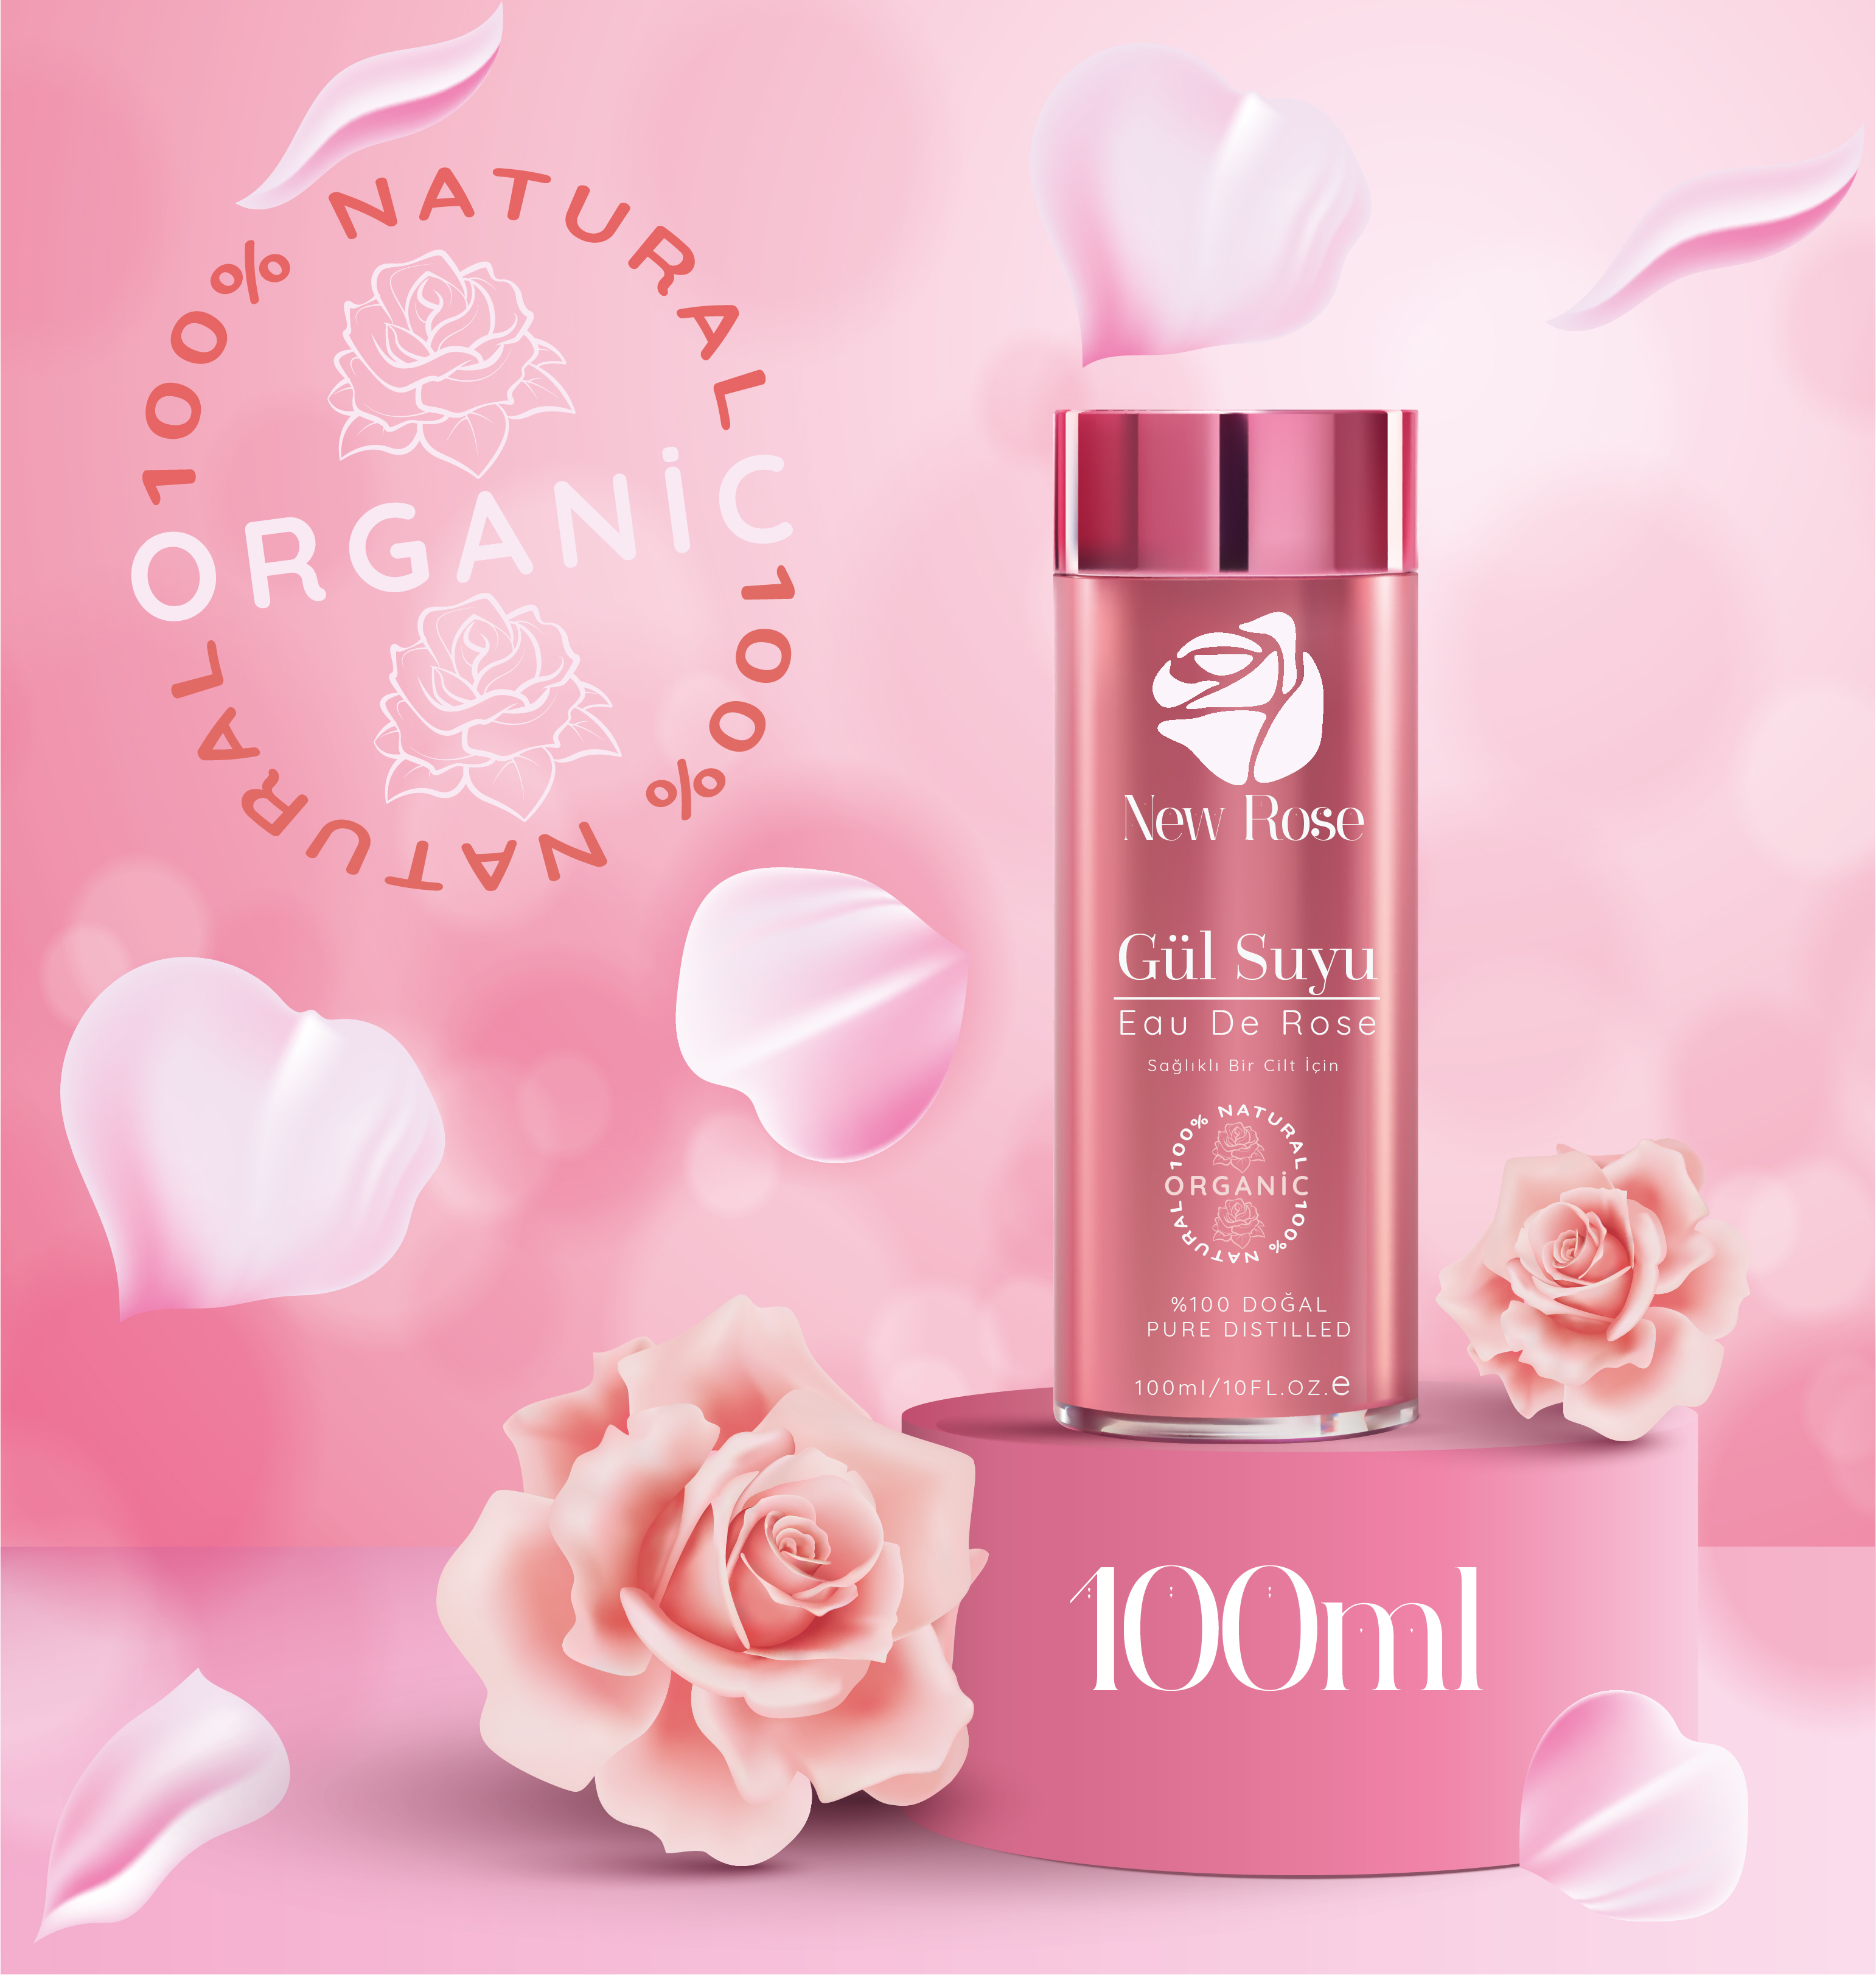 100% NATURAL
ORGANİC
100% NATURAL
New Rose
Gül Suyu
Eau De Rose
Sağlıklı Bir Cilt İçin
100% NATURAL
ORGANİC
100% NATURAL
%100 DOĞAL
PURE DISTILLED
100ml/10FL.OZ.e
100ml